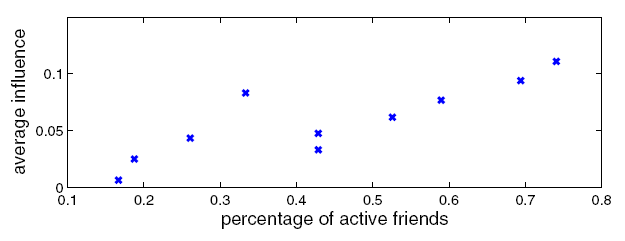 average influence
0.1
0.05
0
0.1 0.2 0.3 0.4 0.5 0.6 0.7 0.8
percentage of active friends